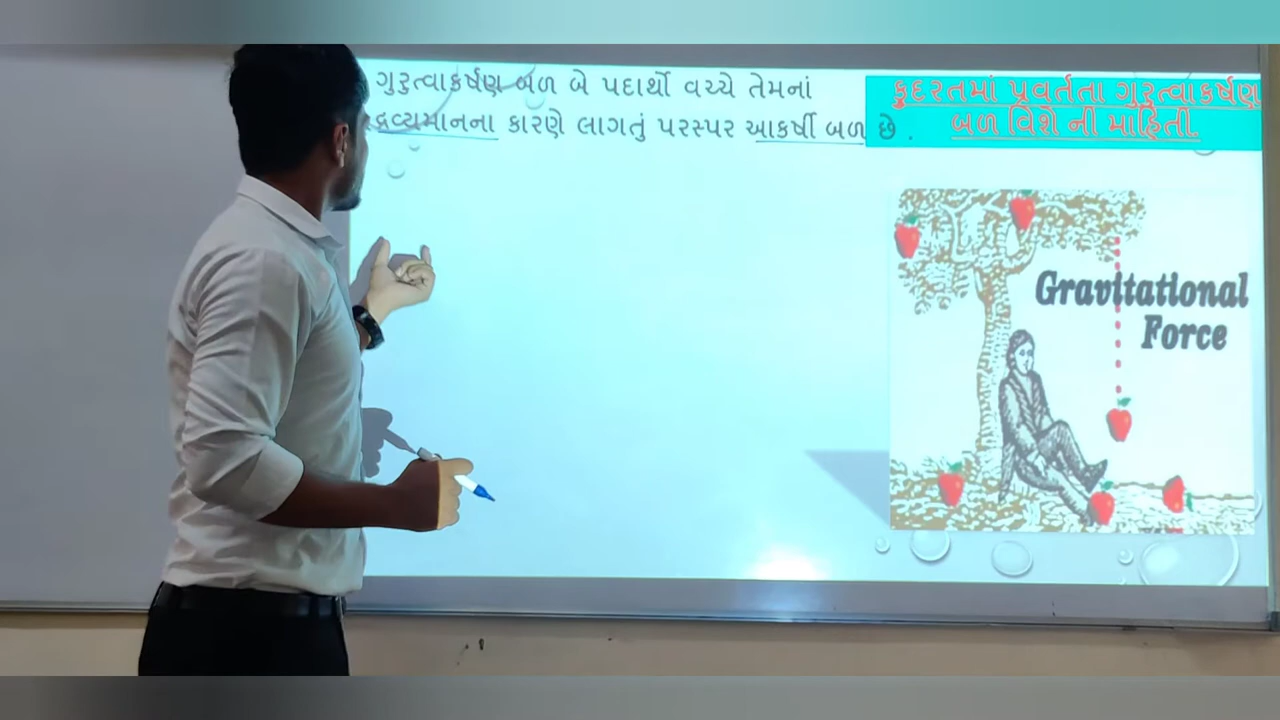 ગુરુત્વાકર્ષણ બળ બે પદાર્થો વચ્ચે તેમનાં
દ્રવ્યમાનના કારણે લાગતું પરસ્પર આકર્ષી બળ છે .
કુદરતમાં પ્રવર્તતા ગુરુત્વાકર્ષણ
બળ વિશે ની માહિતી.
Gravitational
Force